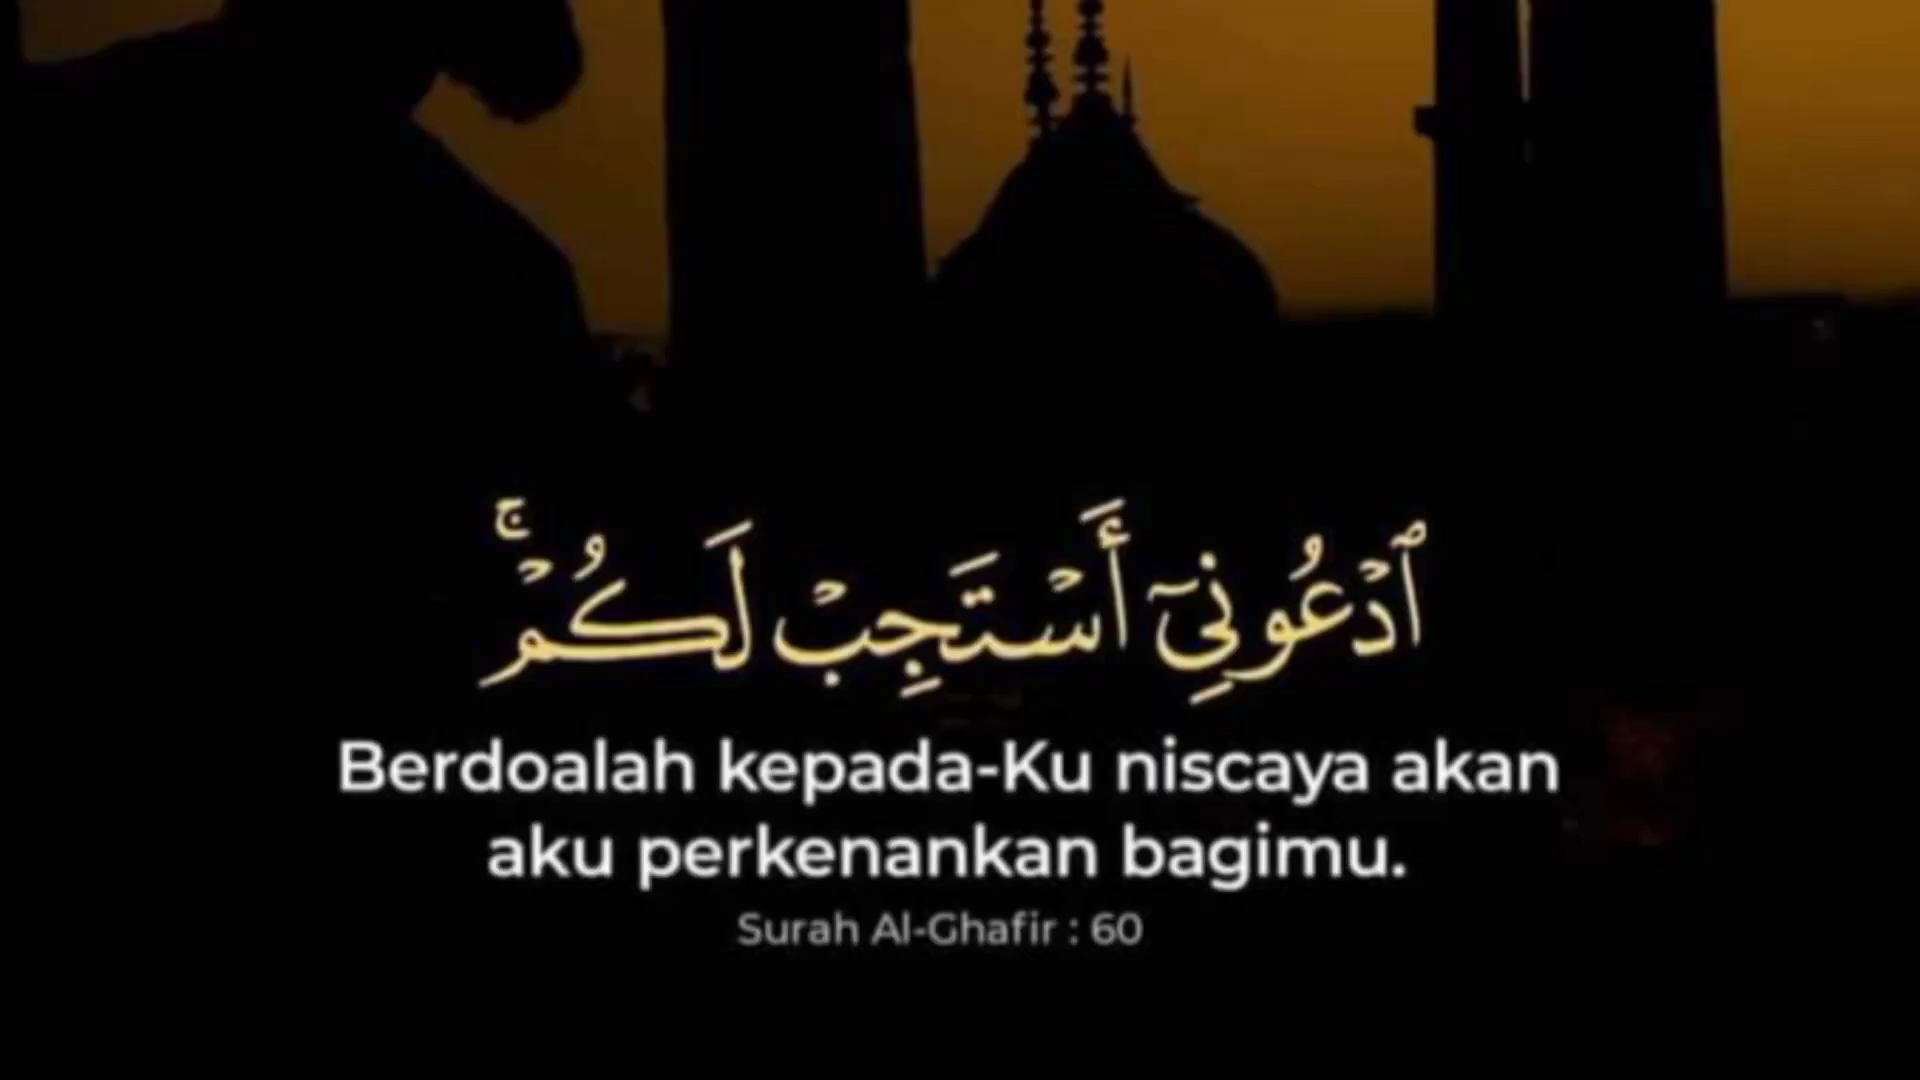 ٱدۡعُونِيٓ أَسۡتَجِبۡ لَكُمۡۚ
Berdoalah kepada-Ku niscaya akan
aku perkenankan bagimu.
Surah Al-Ghafir : 60